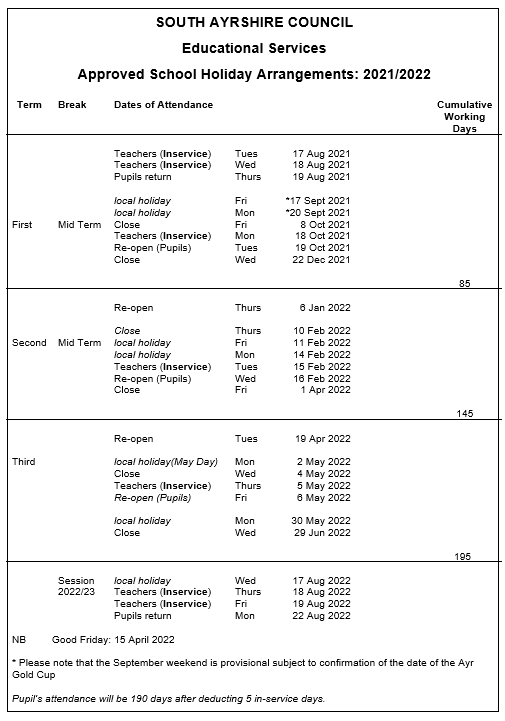 SOUTH AYRSHIRE COUNCIL
Educational Services
Approved School Holiday Arrangements: 2021/2022
Term Break Dates of Attendance Cumulative
Working
Days
Teachers (Inservice) Tues 17 Aug 2021
Teachers (Inservice) Wed 18 Aug 2021
Pupils return Thurs 19 Aug 2021
local holiday Fri *17 Sept 2021
local holiday Mon *20 Sept 2021
First Mid Term Close Fri 8 Oct 2021
Teachers (Inservice) Mon 18 Oct 2021
Re-open (Pupils) Tues 19 Oct 2021
Close Wed 22 Dec 2021
85
Re-open Thurs 6 Jan 2022
Close Thurs 10 Feb 2022
Second Mid Term local holiday Fri 11 Feb 2022
local holiday Mon 14 Feb 2022
Teachers (Inservice) Tues 15 Feb 2022
Re-open (Pupils) Wed 16 Feb 2022
Close Fri 1 Apr 2022
145
Re-open Tues 19 Apr 2022
Third local holiday(May Day) Mon 2 May 2022
Close Wed 4 May 2022
Teachers (Inservice) Thurs 5 May 2022
Re-open (Pupils) Fri 6 May 2022
local holiday Mon 30 May 2022
Close Wed 29 Jun 2022
195
Session local holiday Wed 17 Aug 2022
2022/23 Teachers (Inservice) Thurs 18 Aug 2022
Teachers (Inservice) Fri 19 Aug 2022
Pupils return Mon 22 Aug 2022
NB Good Friday: 15 April 2022
* Please note that the September weekend is provisional subject to confirmation of the date of the Ayr
Gold Cup
Pupil's attendance will be 190 days after deducting 5 in-service days.